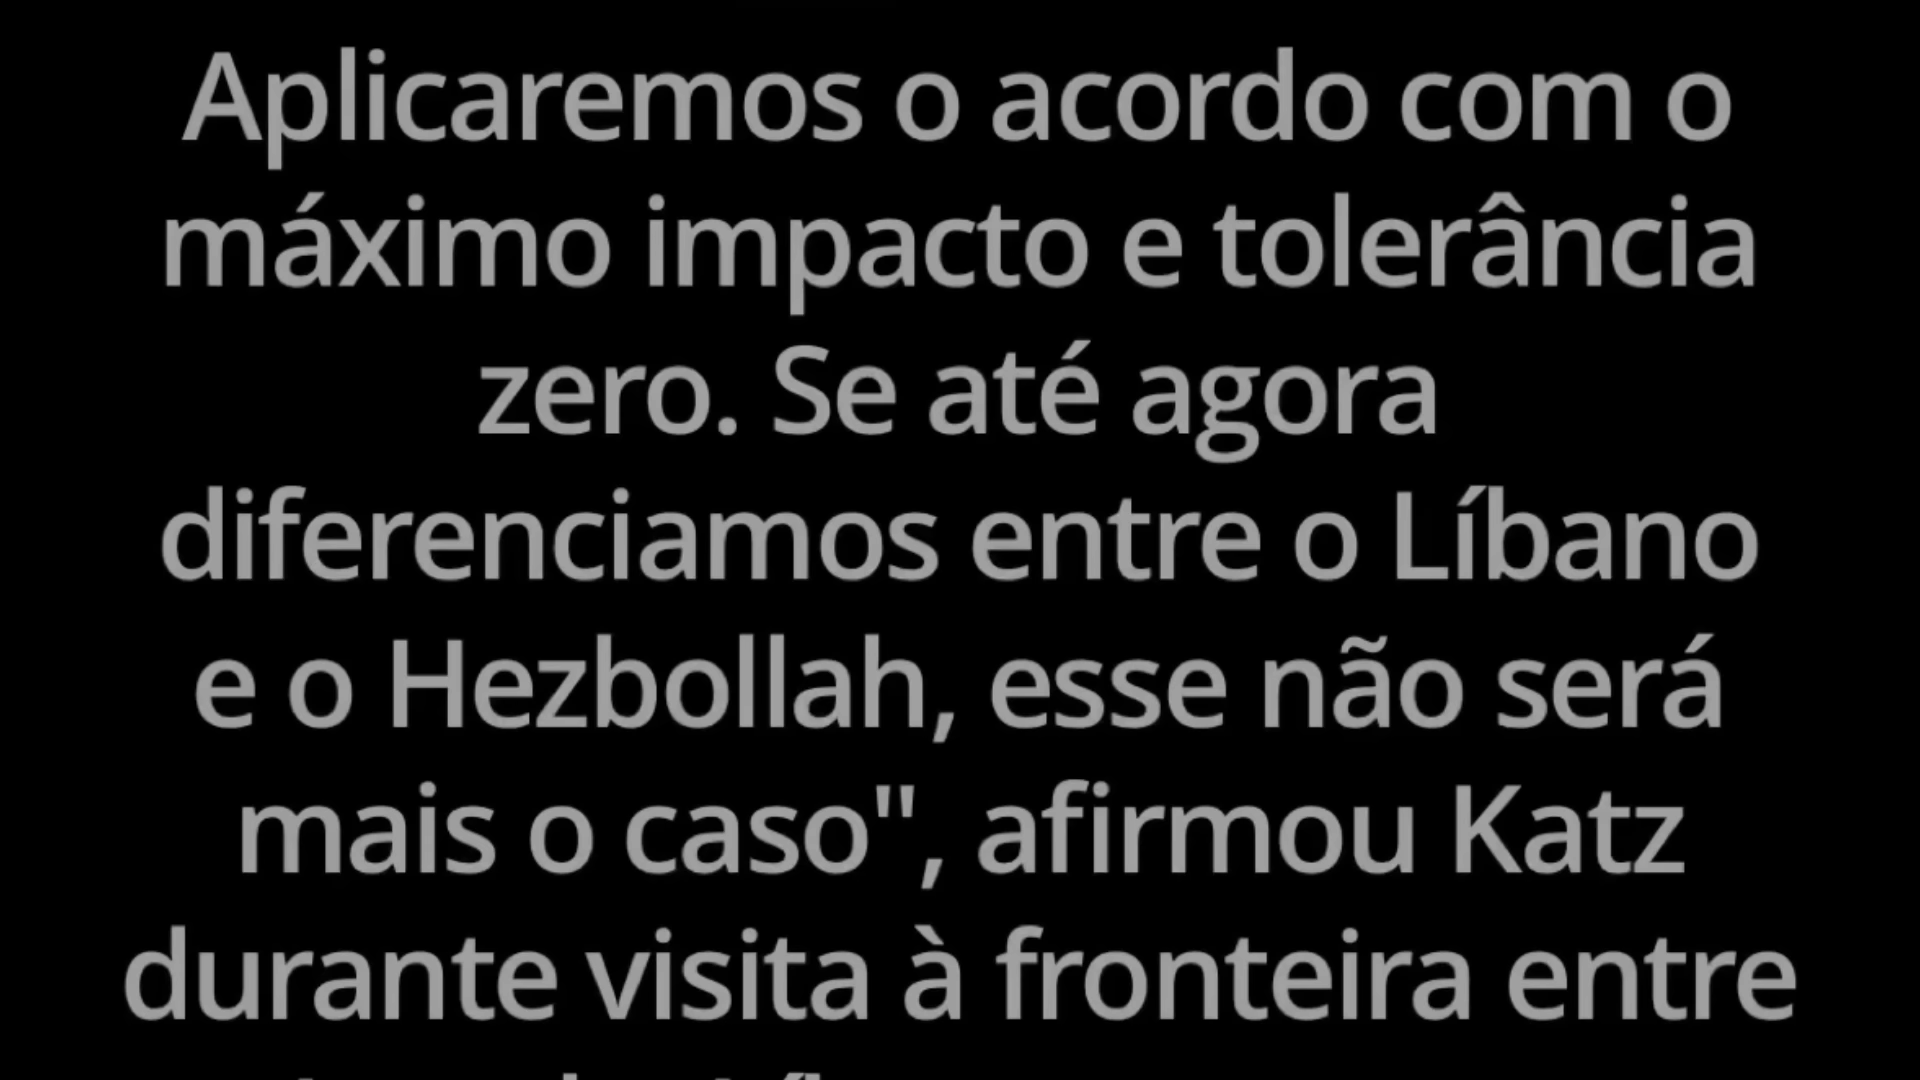 Aplicaremos o acordo com o
máximo impacto e tolerância
zero. Se até agora
diferenciamos entre o Líbano
e o Hezbollah, esse não será
mais o caso", afirmou Katz
durante visita à fronteira entre